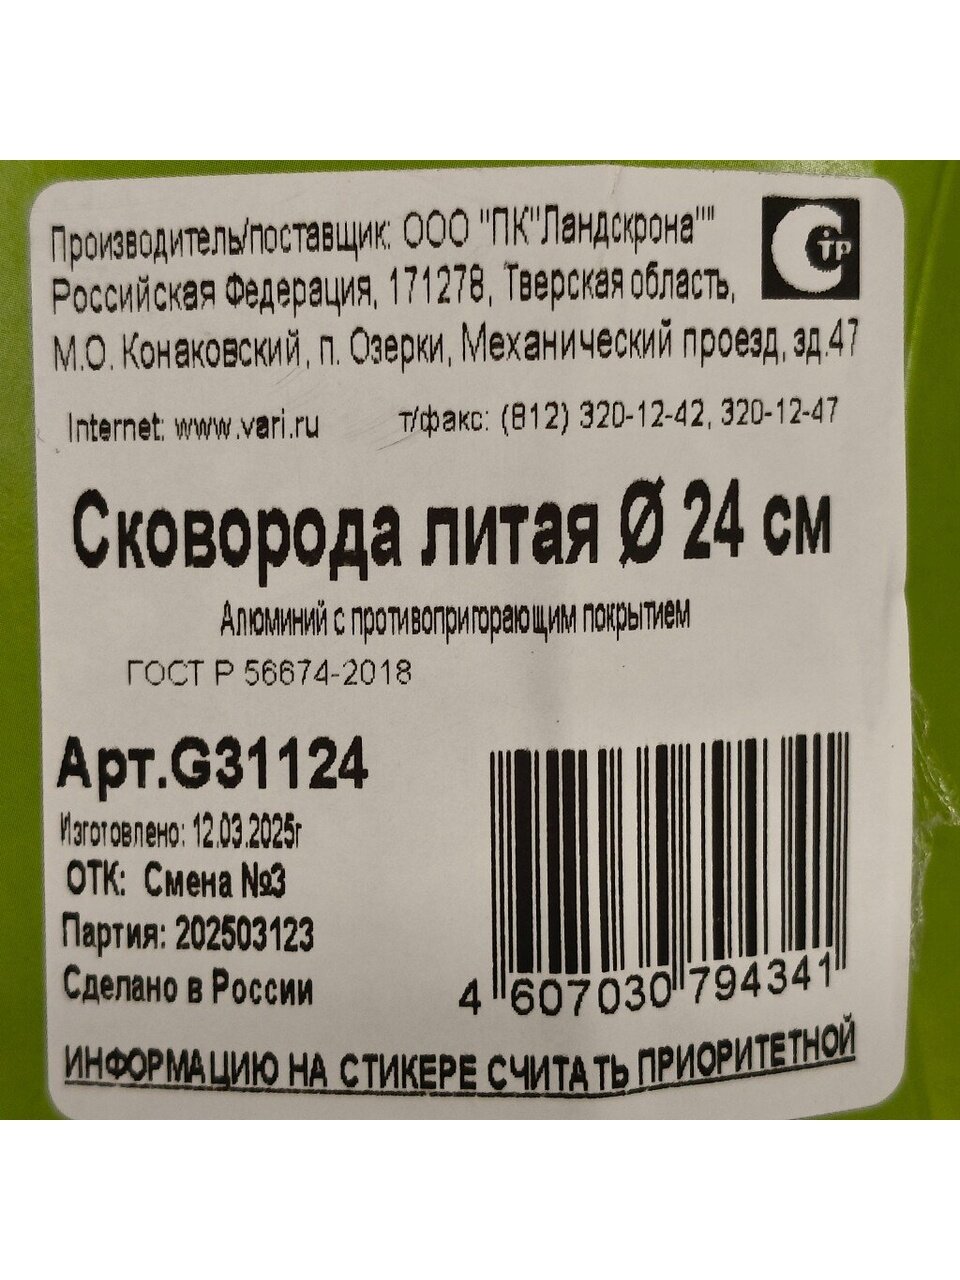 Производитель/поставщик: ООО "ПК"Ландскрона""
Российская Федерация, 171278, Тверская область,
М.О. Конаковский, п. Озерки, Механический проезд, зд.47
Стр
Internet: www.vari.ru т/факс: (812) 320-12-42, 320-12-47
Сковорода литая Ø 24 см
Алюминий с противопригорающим покрытием
ГОСТ Р 56674-2018
Арт.G31124
Изготовлено: 12.03.2025г
ОТК: Смена №3
Партия: 202503123
Сделано в России
4 607030 794341
ИНФОРМАЦИЮ НА СТИКЕРЕ СЧИТАТЬ ПРИОРИТЕТНОЙ